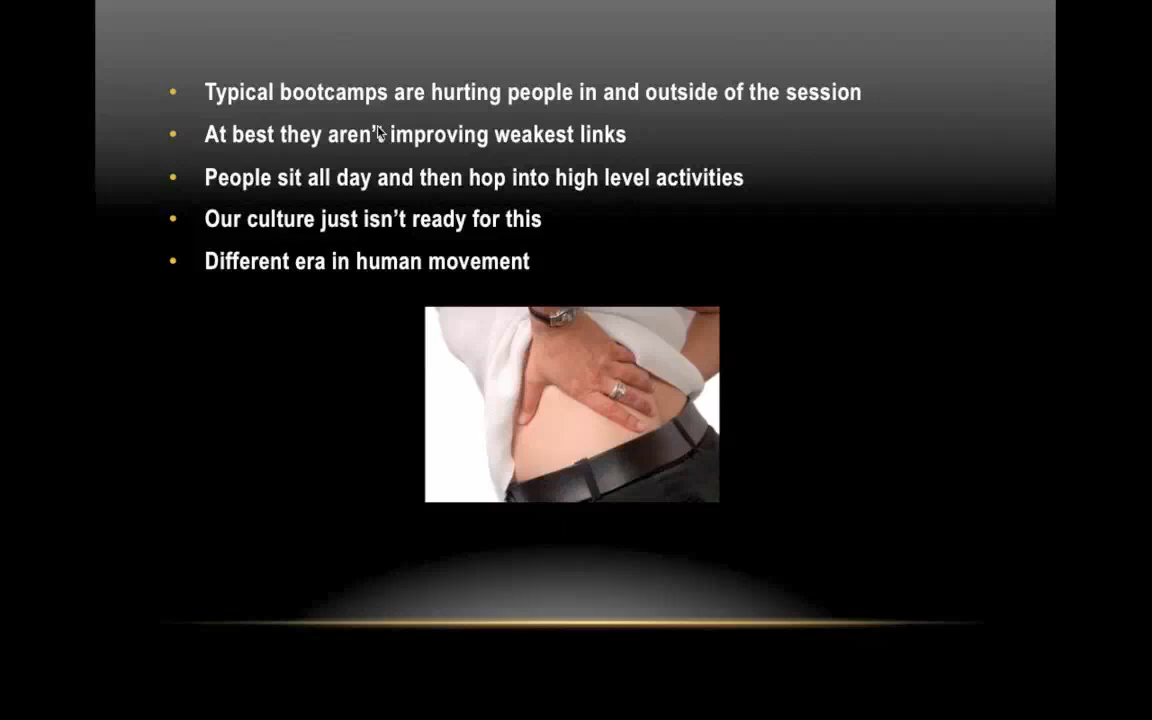 • Typical bootcamps are hurting people in and outside of the session
• At best they aren't improving weakest links
• People sit all day and then hop into high level activities
• Our culture just isn’t ready for this
• Different era in human movement